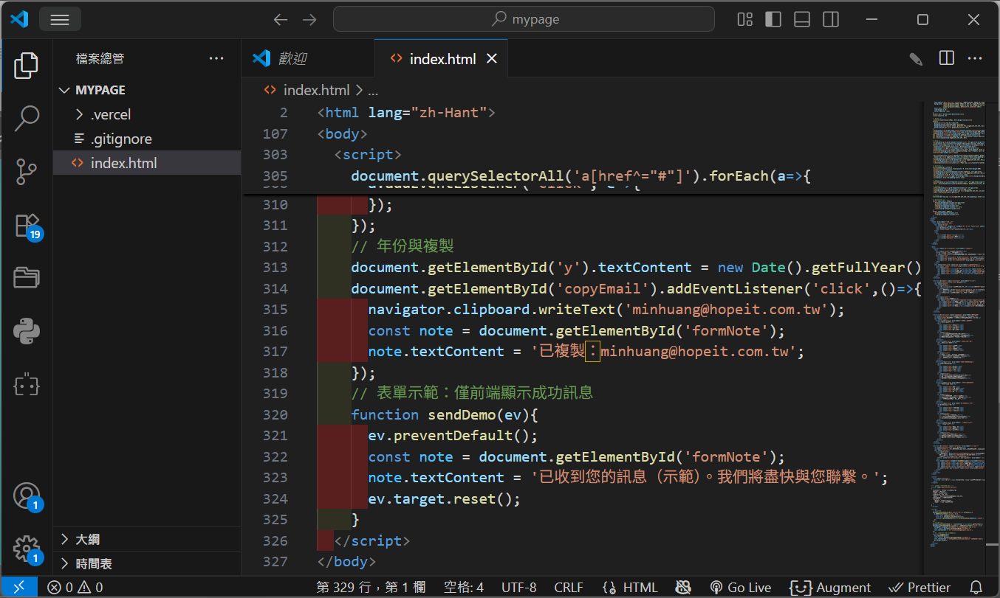 mypage
檔案總管
歡迎
index.html
MYPAGE
.vercel
.gitignore
index.html
index.html > ...
2 <html lang="zh-Hant">
107 <body>
303 <script>
305 document.querySelectorAll('a[href^="#"]').forEach(a=>{
310 });
311 });
312 // 年份與複製
313 document.getElementById('y').textContent = new Date().getFullYear()
314 document.getElementById('copyEmail').addEventListener('click',()=>{
315 navigator.clipboard.writeText('minhuang@hopeit.com.tw');
316 const note = document.getElementById('formNote');
317 note.textContent = '已複製：minhuang@hopeit.com.tw';
318 });
319 // 表單示範：僅前端顯示成功訊息
320 function sendDemo(ev){
321 ev.preventDefault();
322 const note = document.getElementById('formNote');
323 note.textContent = '已收到您的訊息（示範）。我們將盡快與您聯繫。';
324 ev.target.reset();
325 }
326 </script>
327 </body>
19
1
1
大綱
時間表
0 0
第 329 行，第 1 欄
空格: 4
UTF-8
CRLF
HTML
Go Live
Augment
Prettier